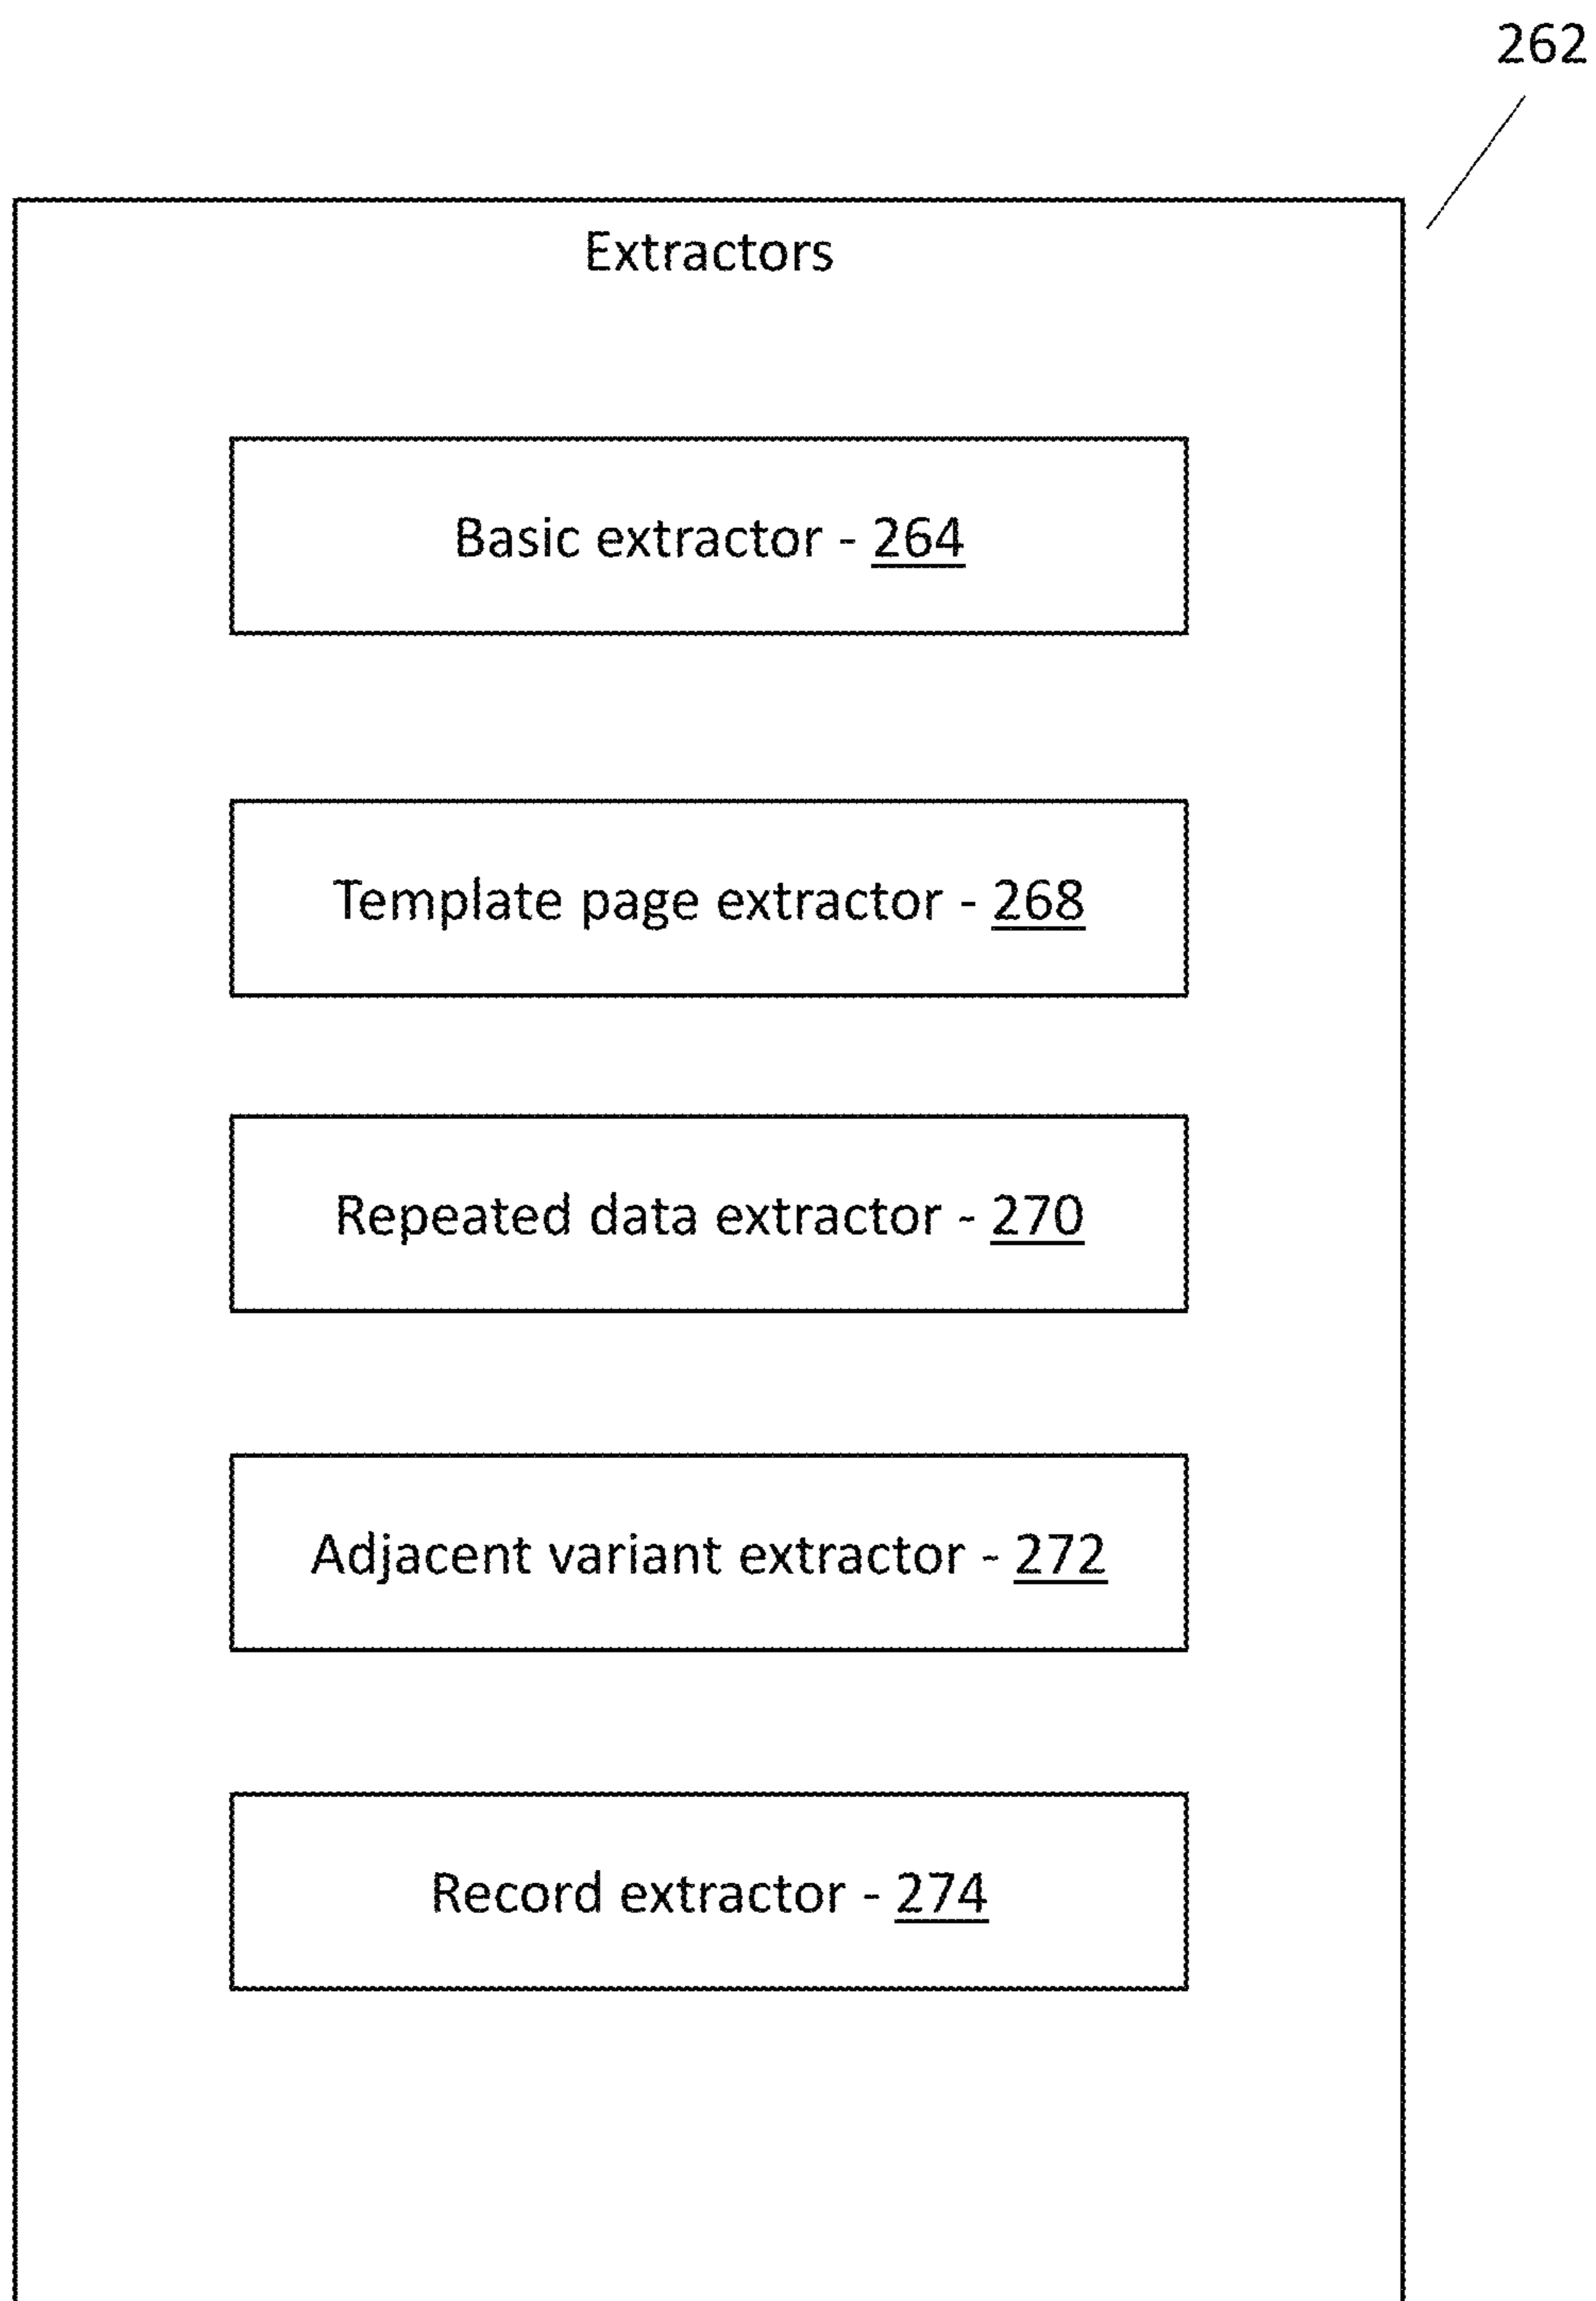 262
Extractors
Basic extractor - 264
Template page extractor - 268
Repeated data extractor - 270
Adjacent variant extractor - 272
Record extractor - 274